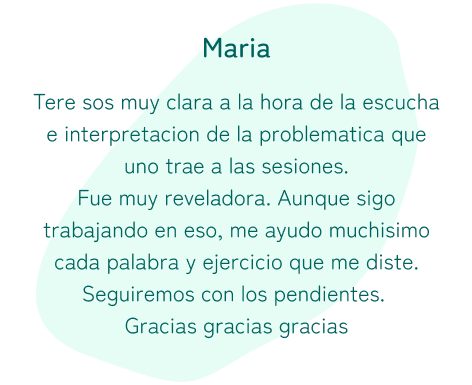 Maria
Tere sos muy clara a la hora de la escucha
e interpretacion de la problematica que
uno trae a las sesiones.
Fue muy reveladora. Aunque sigo
trabajando en eso, me ayudo muchisimo
cada palabra y ejercicio que me diste.
Seguiremos con los pendientes.
Gracias gracias gracias